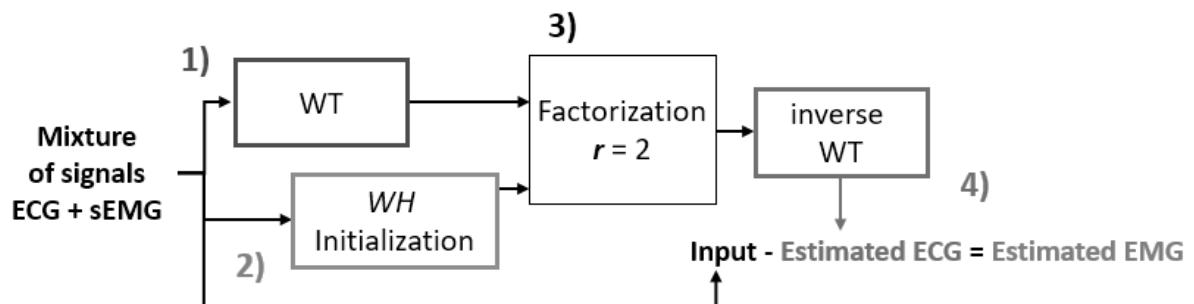 3)
1)
WT
Factorization
r = 2
inverse
WT
Mixture
of signals
ECG + sEMG
WH
Initialization
2)
4)
Input - Estimated ECG = Estimated EMG